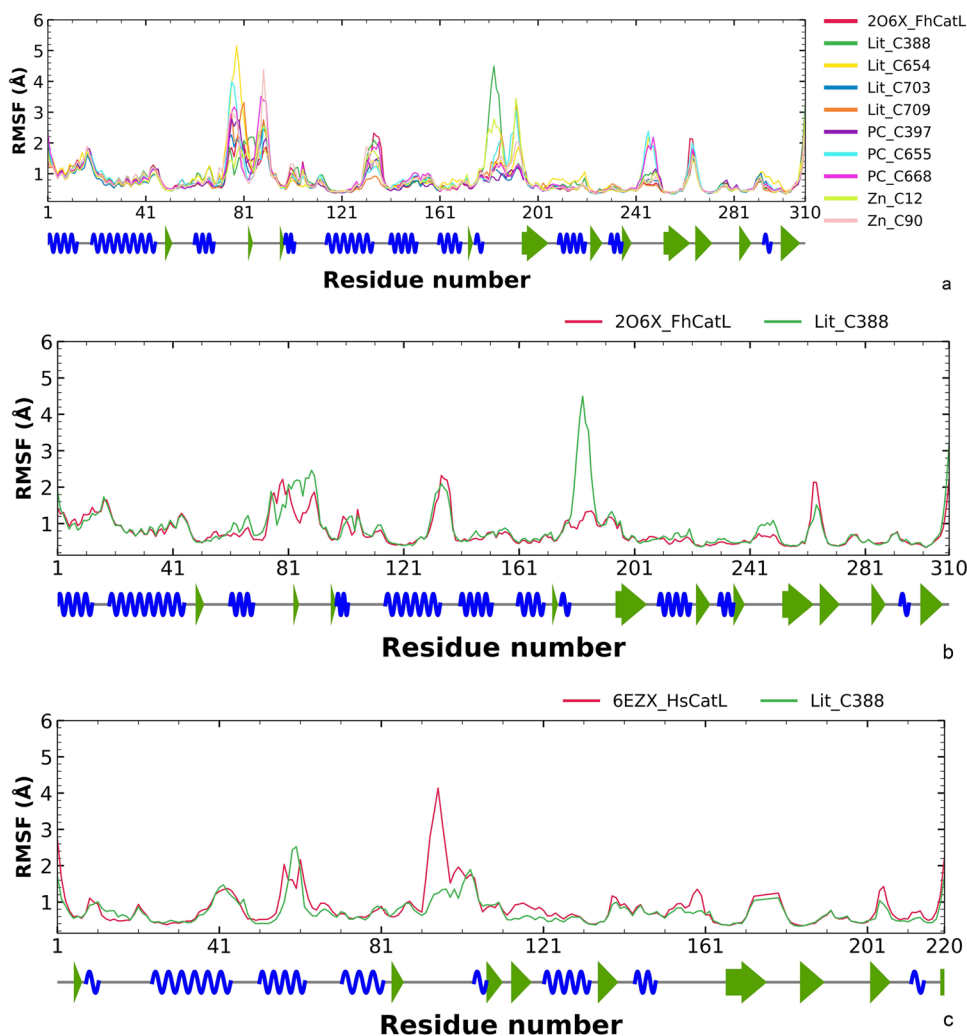 6
5
4
3
2
1
RMSF (Å)
1 41 81 121 161 201 241 281 310
Residue number
2O6X_FhCatL
Lit_C388
Lit_C654
Lit_C703
Lit_C709
PC_C397
PC_C655
PC_C668
Zn_C12
Zn_C90
a
2O6X_FhCatL Lit_C388
6
5
4
3
2
1
RMSF (Å)
1 41 81 121 161 201 241 281 310
Residue number
b
6EZX_HsCatL Lit_C388
6
5
4
3
2
1
RMSF (Å)
1 41 81 121 161 201 220
Residue number
c